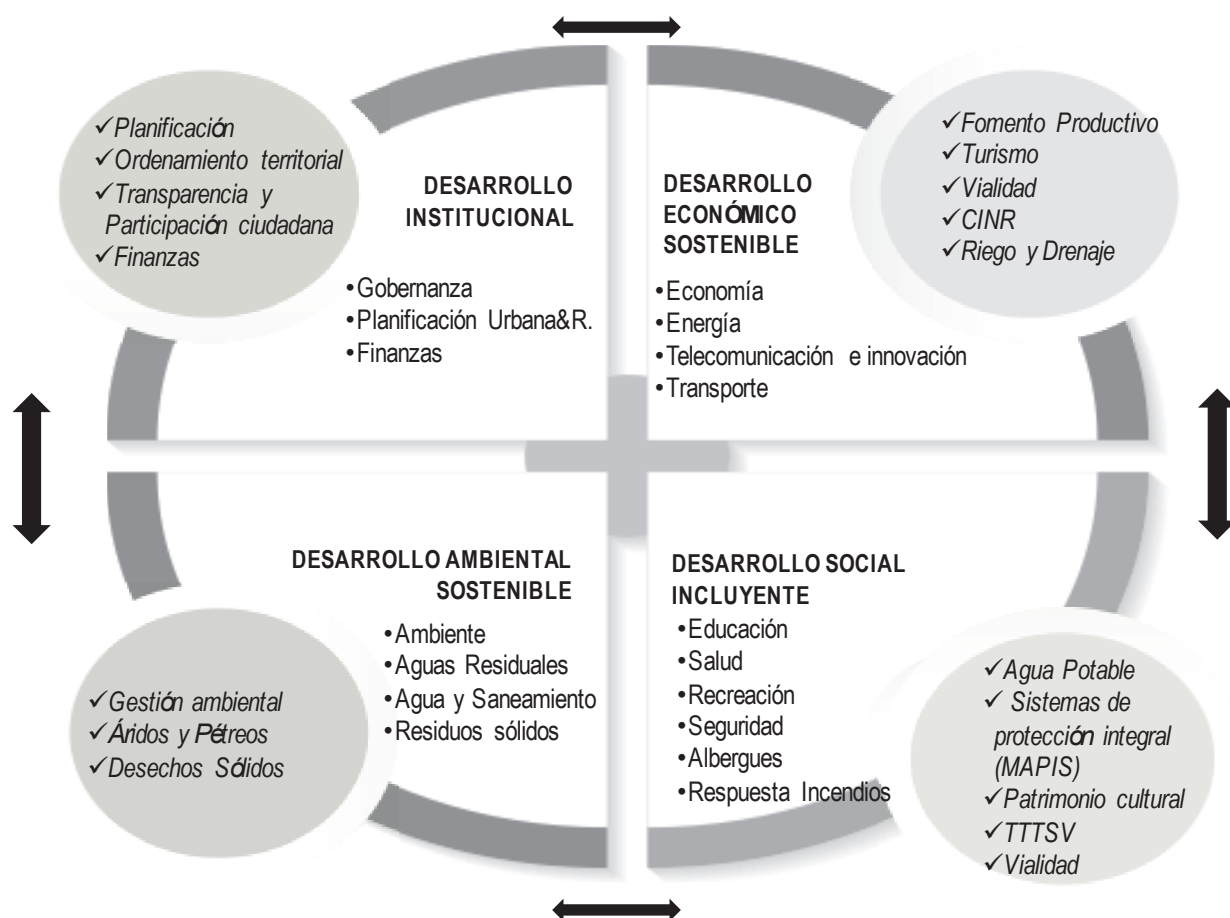 ✓Planificación
✓Ordenamiento territorial
✓Transparencia y
Participación ciudadana
✓Finanzas
DESARROLLO
INSTITUCIONAL
•Gobernanza
•Planificación Urbana&R.
•Finanzas
DESARROLLO
ECONÓMICO
SOSTENIBLE
•Economía
•Energía
•Telecomunicación e innovación
•Transporte
✓Fomento Productivo
✓Turismo
✓Vialidad
✓CINR
✓Riego y Drenaje
✓Gestión ambiental
✓Áridos y Pétreos
✓Desechos Sólidos
DESARROLLO AMBIENTAL
SOSTENIBLE
•Ambiente
•Aguas Residuales
•Agua y Saneamiento
•Residuos sólidos
DESARROLLO SOCIAL
INCLUYENTE
•Educación
•Salud
•Recreación
•Seguridad
•Albergues
•Respuesta Incendios
✓Agua Potable
✓ Sistemas de
protección integral
(MAPIS)
✓Patrimonio cultural
✓TTTSV
✓Vialidad